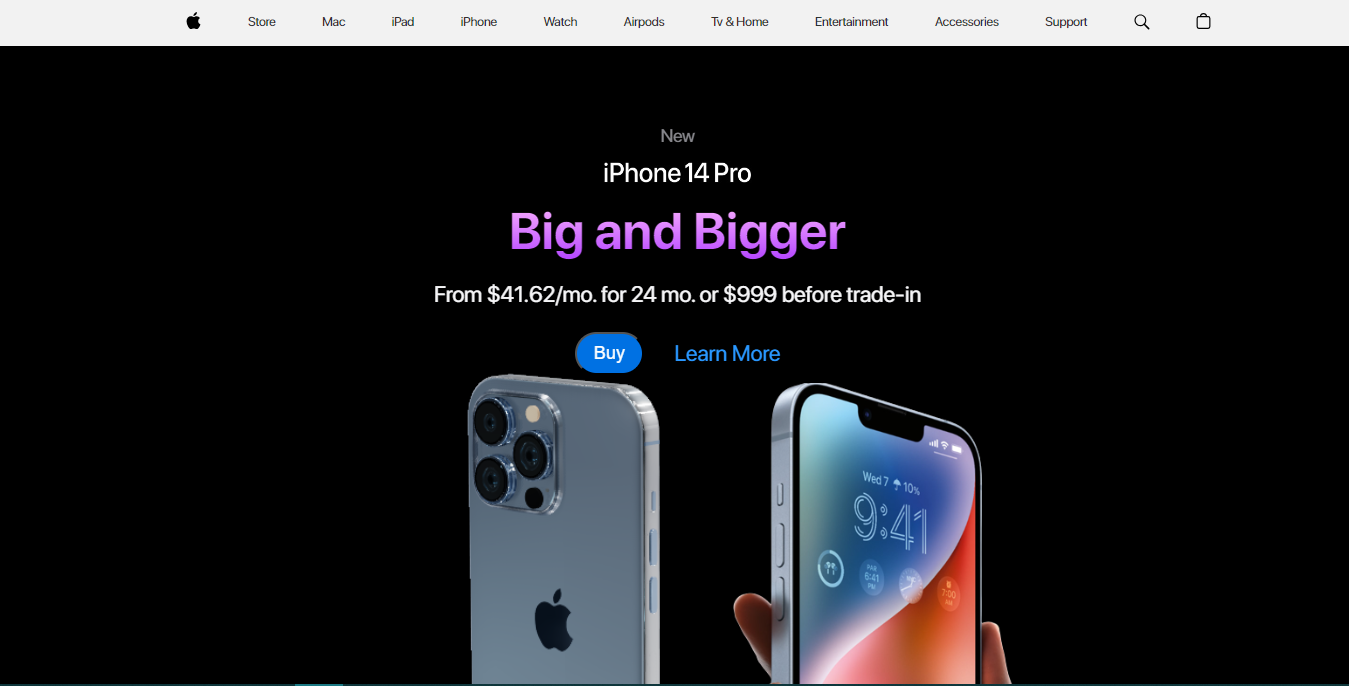 Store Mac iPad iPhone Watch Airpods Tv & Home Entertainment Accessories Support
New
iPhone 14 Pro
Big and Bigger
From $41.62/mo. for 24 mo. or $999 before trade-in
Buy Learn More
Wed 7 10%
9:41
6:41
PM
7:00